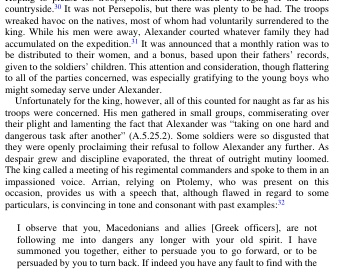 countryside.30 It was not Persepolis, but there was plenty to be had. The troops
wreaked havoc on the natives, most of whom had voluntarily surrendered to the
king. While his men were away, Alexander courted whatever family they had
accumulated on the expedition.31 It was announced that a monthly ration was to
be distributed to their women, and a bonus, based upon their fathers' records,
given to the soldiers' children. This attention and consideration, though flattering
to all of the parties concerned, was especially gratifying to the young boys who
might someday serve under Alexander.
Unfortunately for the king, however, all of this counted for naught as far as his
troops were concerned. His men gathered in small groups, commiserating over
their plight and lamenting the fact that Alexander was “taking on one hard and
dangerous task after another” (A.5.25.2). Some soldiers were so disgusted that
they were openly proclaiming their refusal to follow Alexander any further. As
despair grew and discipline evaporated, the threat of outright mutiny loomed.
The king called a meeting of his regimental commanders and spoke to them in an
impassioned voice. Arrian, relying on Ptolemy, who was present on this
occasion, provides us with a speech that, although flawed in regard to some
particulars, is convincing in tone and consonant with past examples:32
I observe that you, Macedonians and allies [Greek officers], are not
following me into dangers any longer with your old spirit. I have
summoned you together, either to persuade you to go forward, or to be
persuaded by you to turn back. If indeed you have any fault to find with the